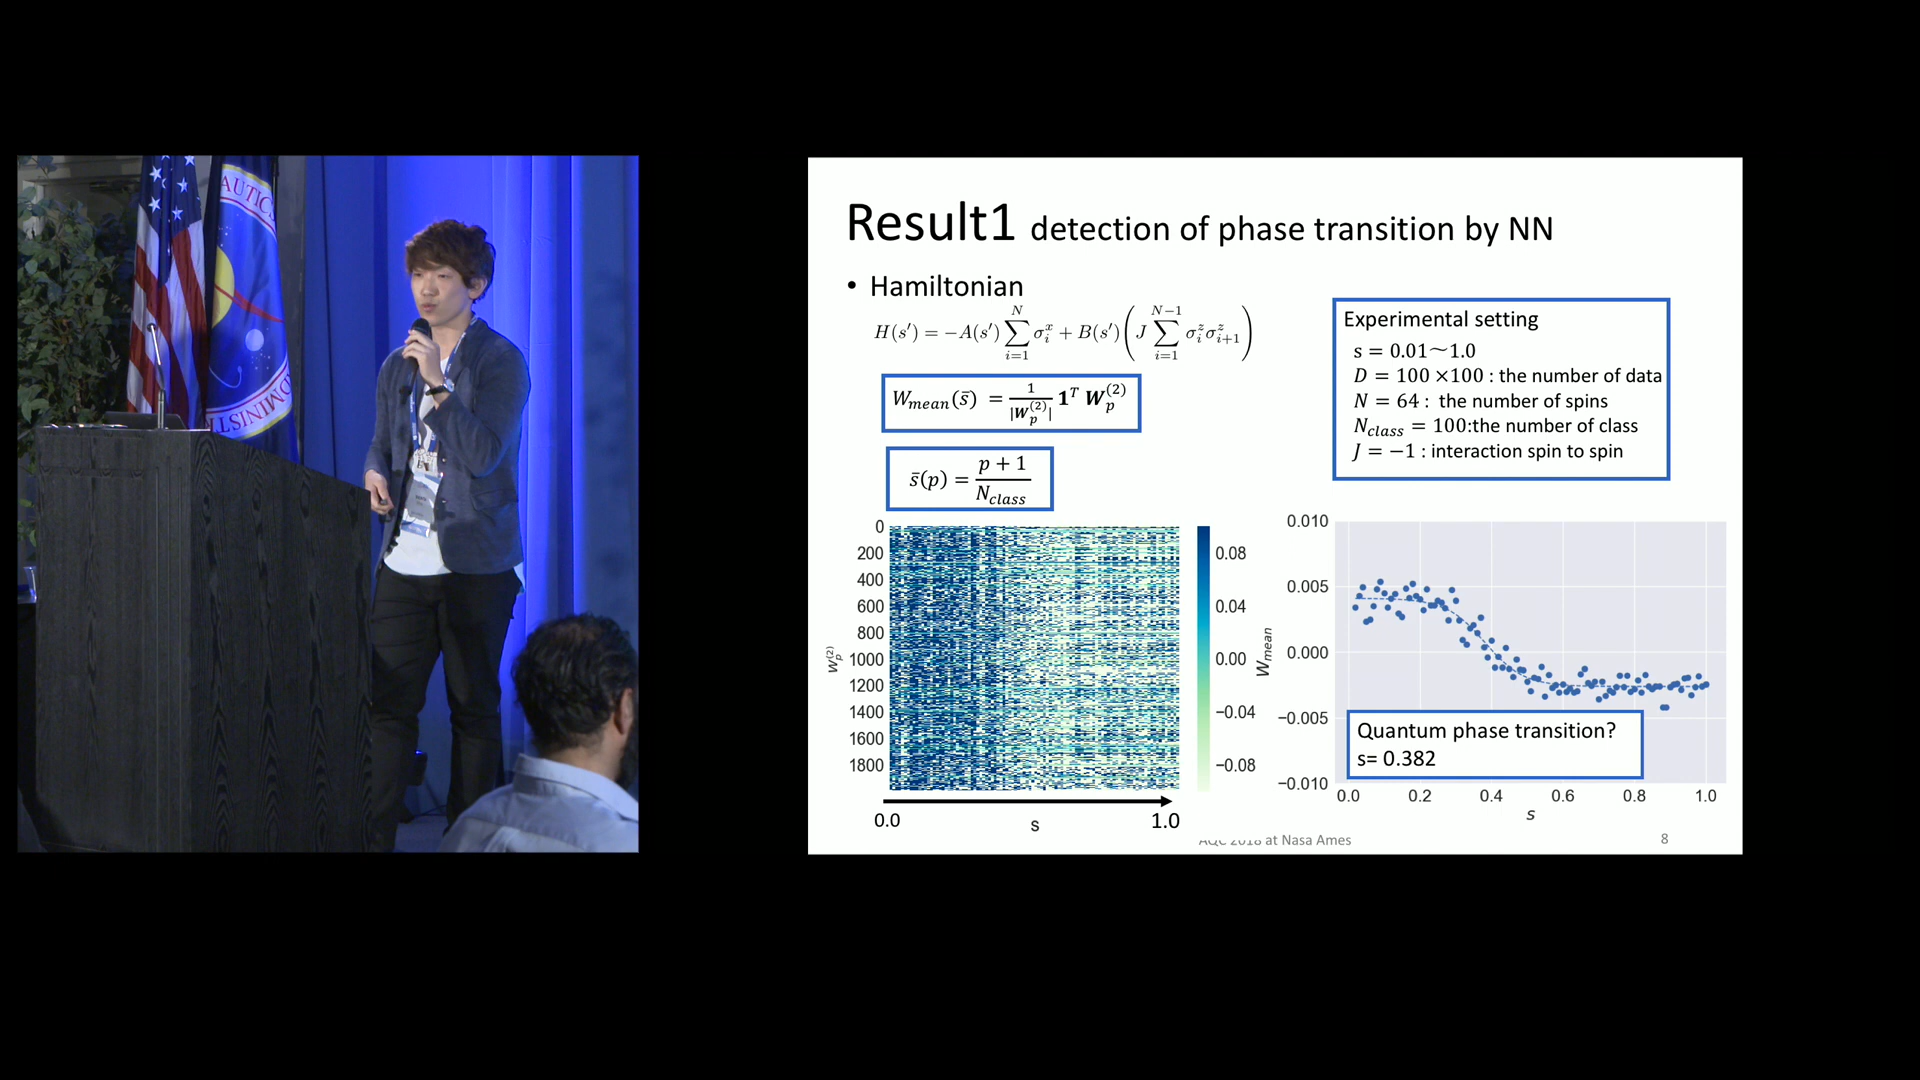 AUTIC
DMINIST
Result1 detection of phase transition by NN
• Hamiltonian
H(s′) = −A(s′) ∑_{i=1}^{N} σ_i^x + B(s′) ( J ∑_{i=1}^{N−1} σ_i^z σ_{i+1}^z )
W_mean(s̄) = 1/|W_p^(2)| 1^T W_p^(2)
s̄(p) = (p + 1)/N_class
Experimental setting
s = 0.01~1.0
D = 100 ×100 : the number of data
N = 64 : the number of spins
N_class = 100:the number of class
J = −1 : interaction spin to spin
W_p^(2)
0
200
400
600
800
1000
1200
1400
1600
1800
0.0
s
1.0
0.08
0.04
0.00
−0.04
−0.08
W_mean
0.010
0.005
0.000
−0.005
−0.010
Quantum phase transition?
s= 0.382
0.0 0.2 0.4 0.6 0.8 1.0
s
AQC 2018 at Nasa Ames
8